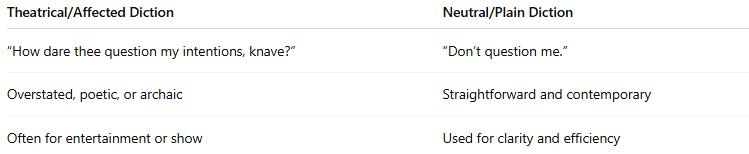 Theatrical/Affected Diction Neutral/Plain Diction
“How dare thee question my intentions, knave?” “Don’t question me.”
Overstated, poetic, or archaic Straightforward and contemporary
Often for entertainment or show Used for clarity and efficiency